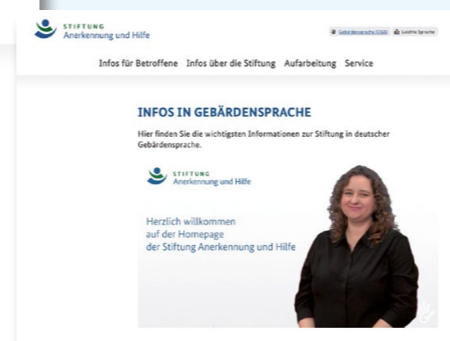 STIFTUNG
Anerkennung und Hilfe
Gebärdensprache (DGS) Leichte Sprache
Infos für Betroffene Infos über die Stiftung Aufarbeitung Service
INFOS IN GEBÄRDENSPRACHE
Hier finden Sie die wichtigsten Informationen zur Stiftung in deutscher
Gebärdensprache.
STIFTUNG
Anerkennung und Hilfe
Herzlich willkommen
auf der Homepage
der Stiftung Anerkennung und Hilfe